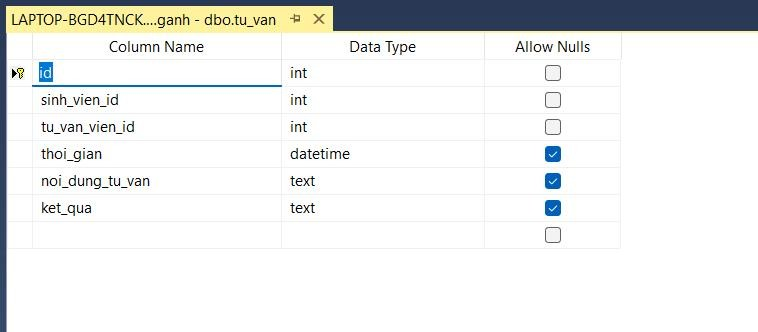 LAPTOP-BGD4TNCK....ganh - dbo.tu_van
Column Name Data Type Allow Nulls
id int
sinh_vien_id int
tu_van_vien_id int
thoi_gian datetime
noi_dung_tu_van text
ket_qua text